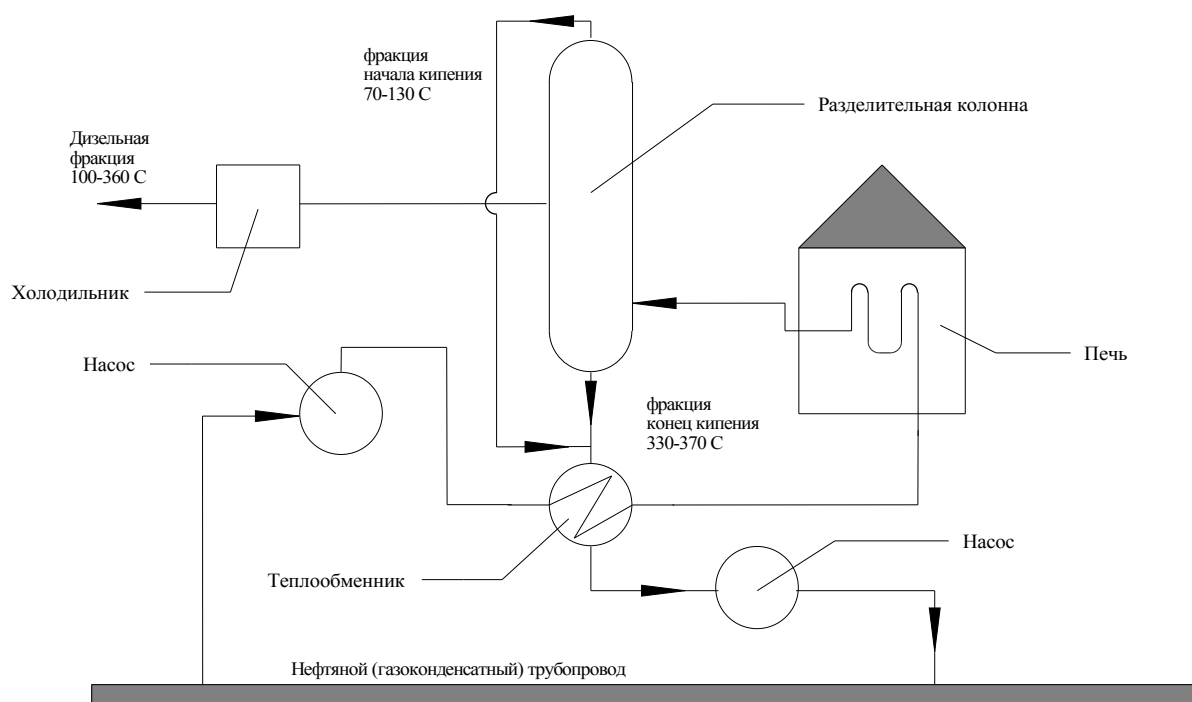 фракция
начала кипения
70-130 С
Разделительная колонна
Дизельная
фракция
100-360 С
Холодильник
Насос
Печь
фракция
конец кипения
330-370 С
Насос
Теплообменник
Нефтяной (газоконденсатный) трубопровод